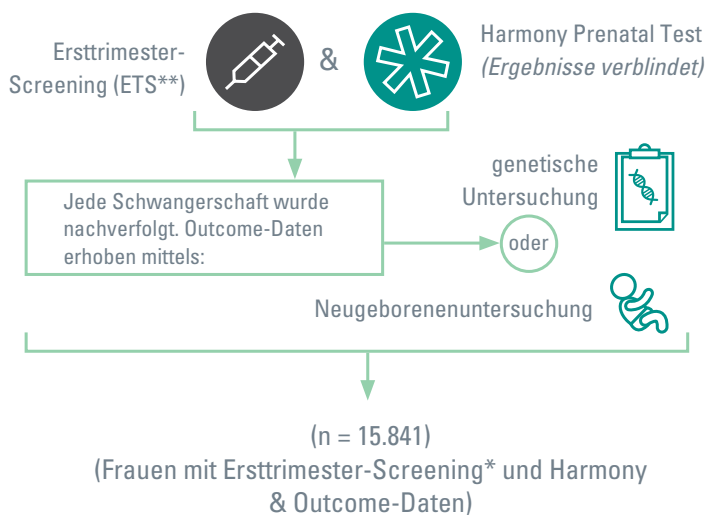 Ersttrimester-
Screening (ETS**)
&
Harmony Prenatal Test
(Ergebnisse verblindet)
Jede Schwangerschaft wurde
nachverfolgt. Outcome-Daten
erhoben mittels:
genetische
Untersuchung
oder
Neugeborenenuntersuchung
(n = 15.841)
(Frauen mit Ersttrimester-Screening* und Harmony
& Outcome-Daten)